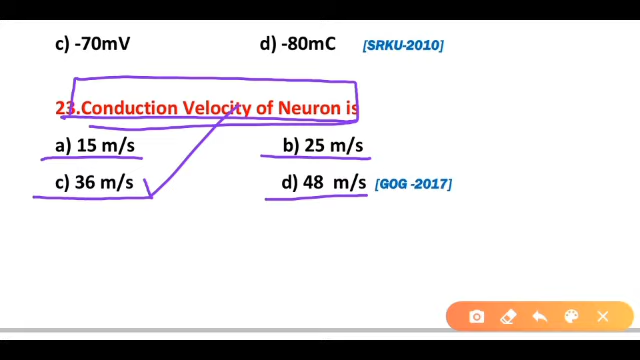 c) -70mV d) -80mC [SRKU-2010]
23.Conduction Velocity of Neuron is
a) 15 m/s b) 25 m/s
c) 36 m/s d) 48 m/s [GOG -2017]